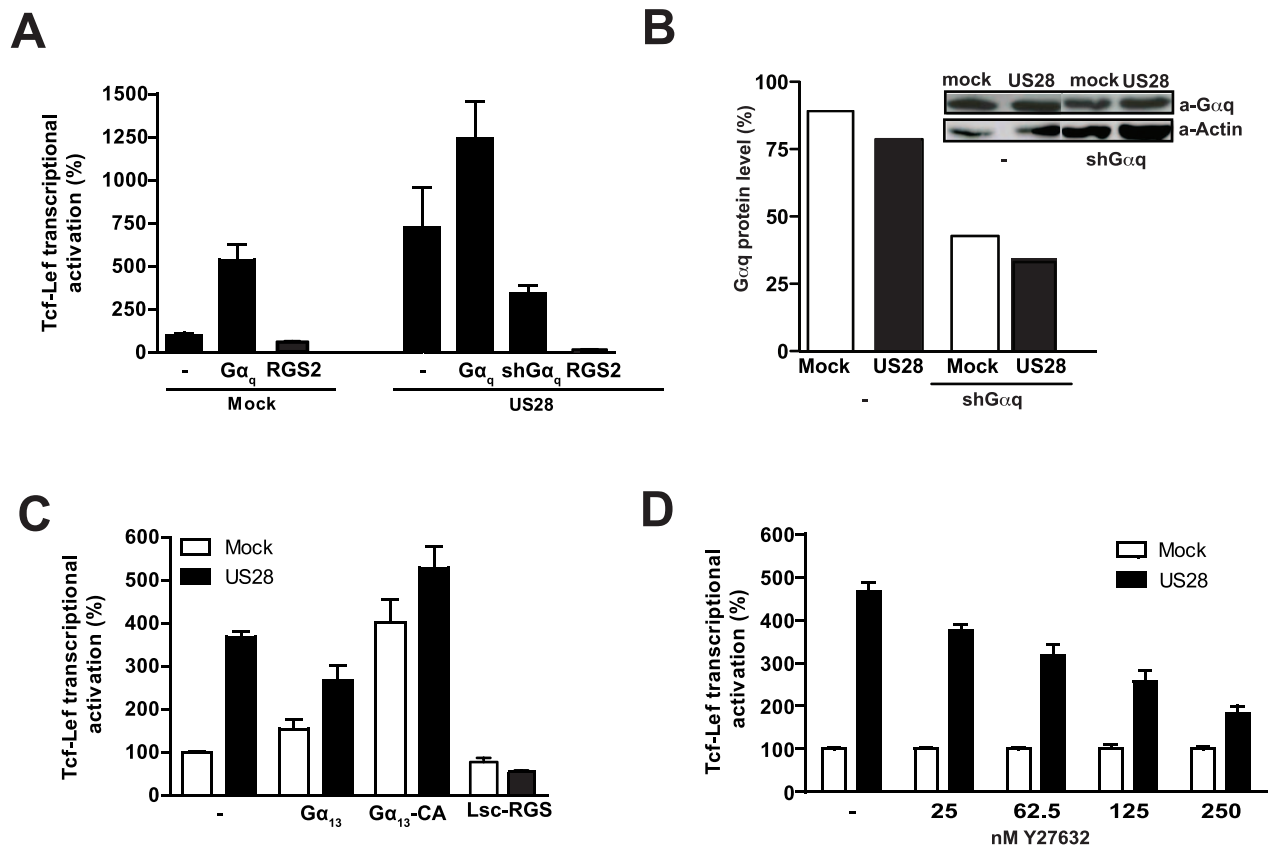 A
Tcf-Lef transcriptional
activation (%)
1500
1250
1000
750
500
250
0
- Gαq RGS2
Mock
- Gαq shGαq RGS2
US28
B
Gαq protein level (%)
100
75
50
25
0
mock US28 mock US28
a-Gαq
a-Actin
- shGαq
Mock US28 Mock US28
- shGαq
C
Tcf-Lef transcriptional
activation (%)
600
500
400
300
200
100
0
Mock
US28
- Gα13 Gα13-CA Lsc-RGS
D
Tcf-Lef transcriptional
activation (%)
600
500
400
300
200
100
0
Mock
US28
- 25 62.5 125 250
nM Y27632